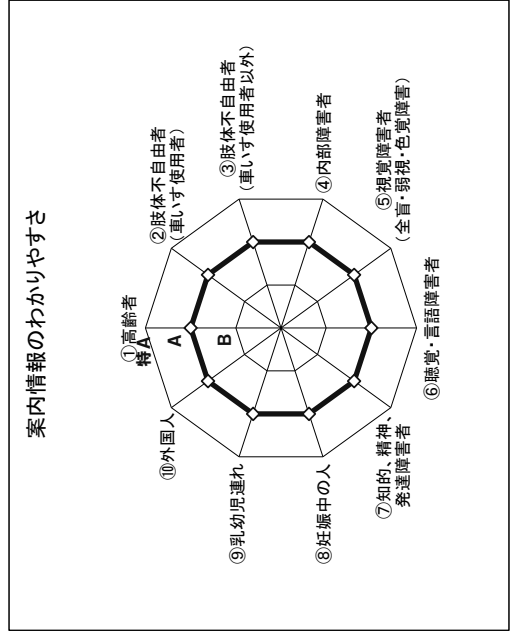 案内情報のわかりやすさ
①高齢者
特A
A
B
②肢体不自由者
(車いす使用者)
③肢体不自由者
(車いす使用者以外)
④内部障害者
⑤視覚障害者
(全盲・弱視・色覚障害)
⑥聴覚・言語障害者
⑦知的、精神、
発達障害者
⑧妊娠中の人
⑨乳幼児連れ
⑩外国人